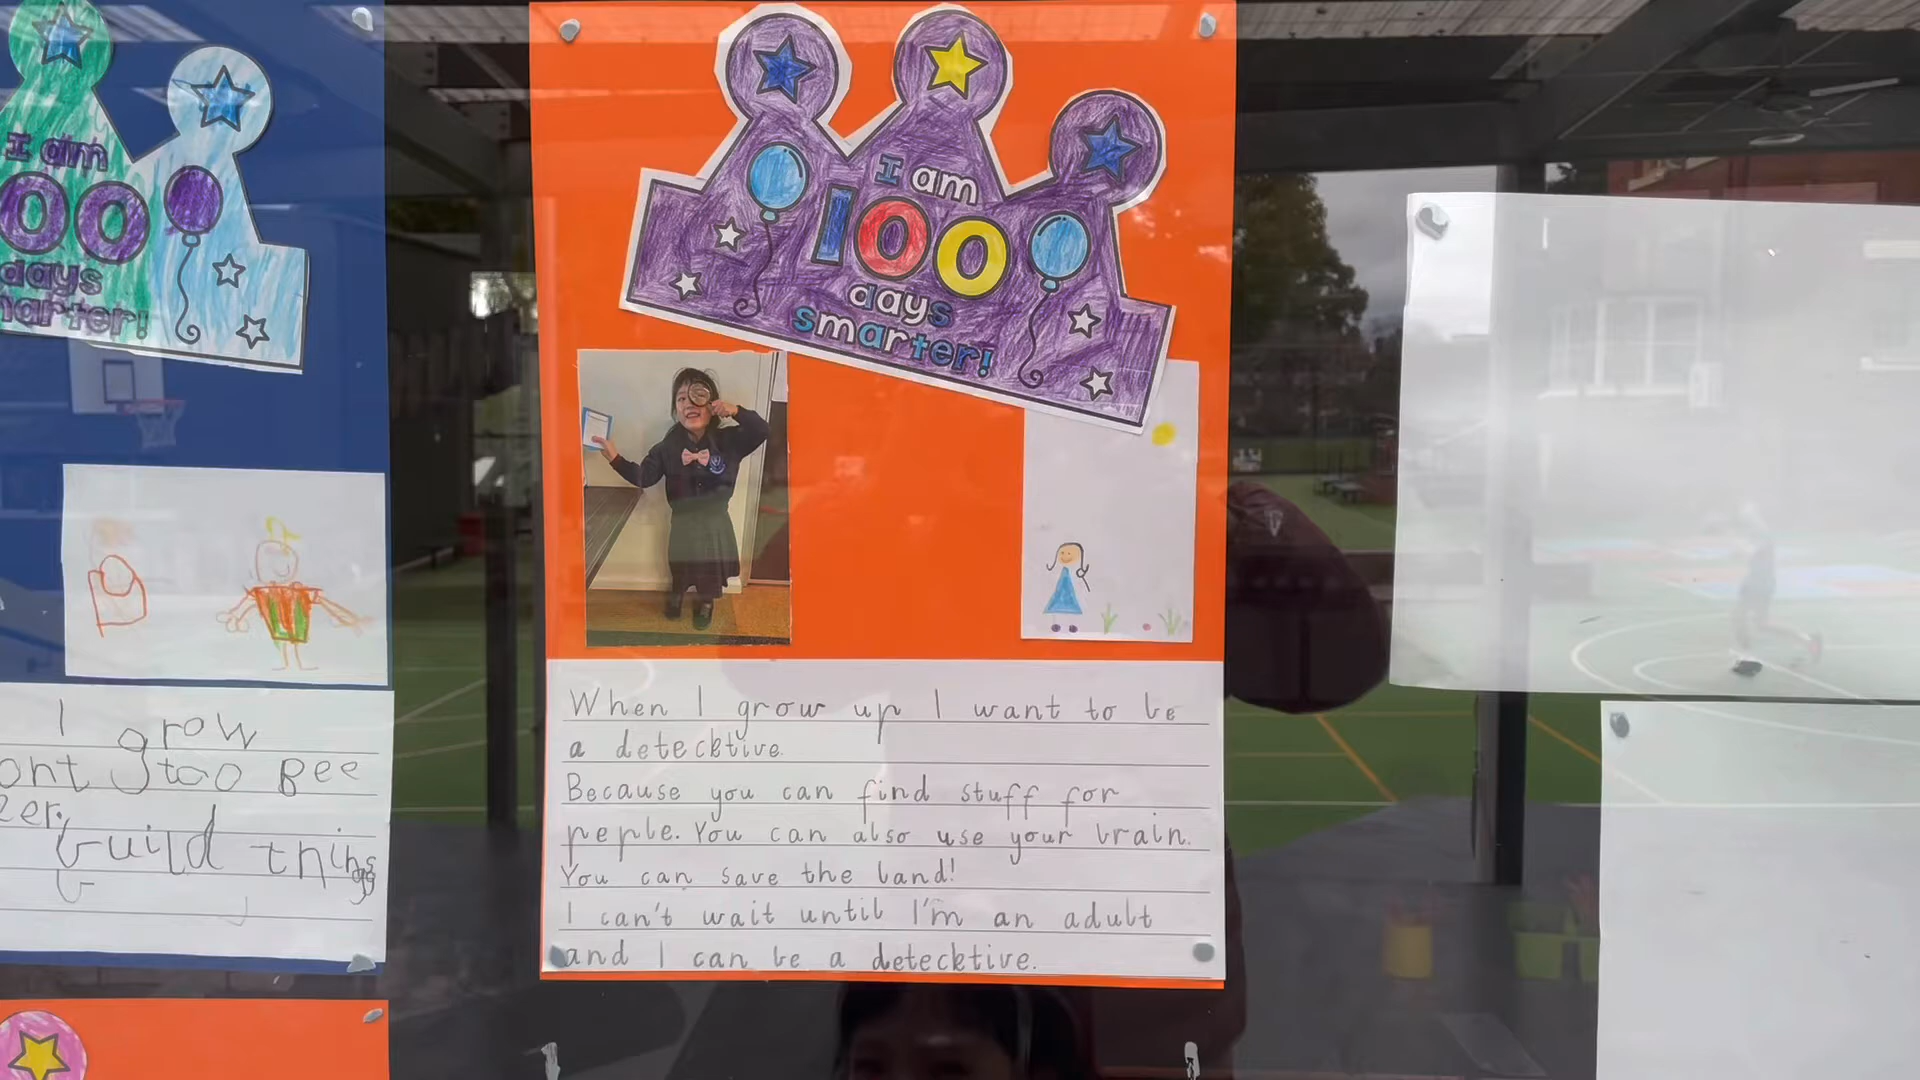 I am
00
days
marter!
I grow
ont too Bee
zer.
build things
I am
100
days
smarter!
When I grow up I want to be
a detecktive.
Because you can find stuff for
peple. You can also use your brain.
You can save the land!
I can't wait until I'm an adult
and I can be a detecktive.